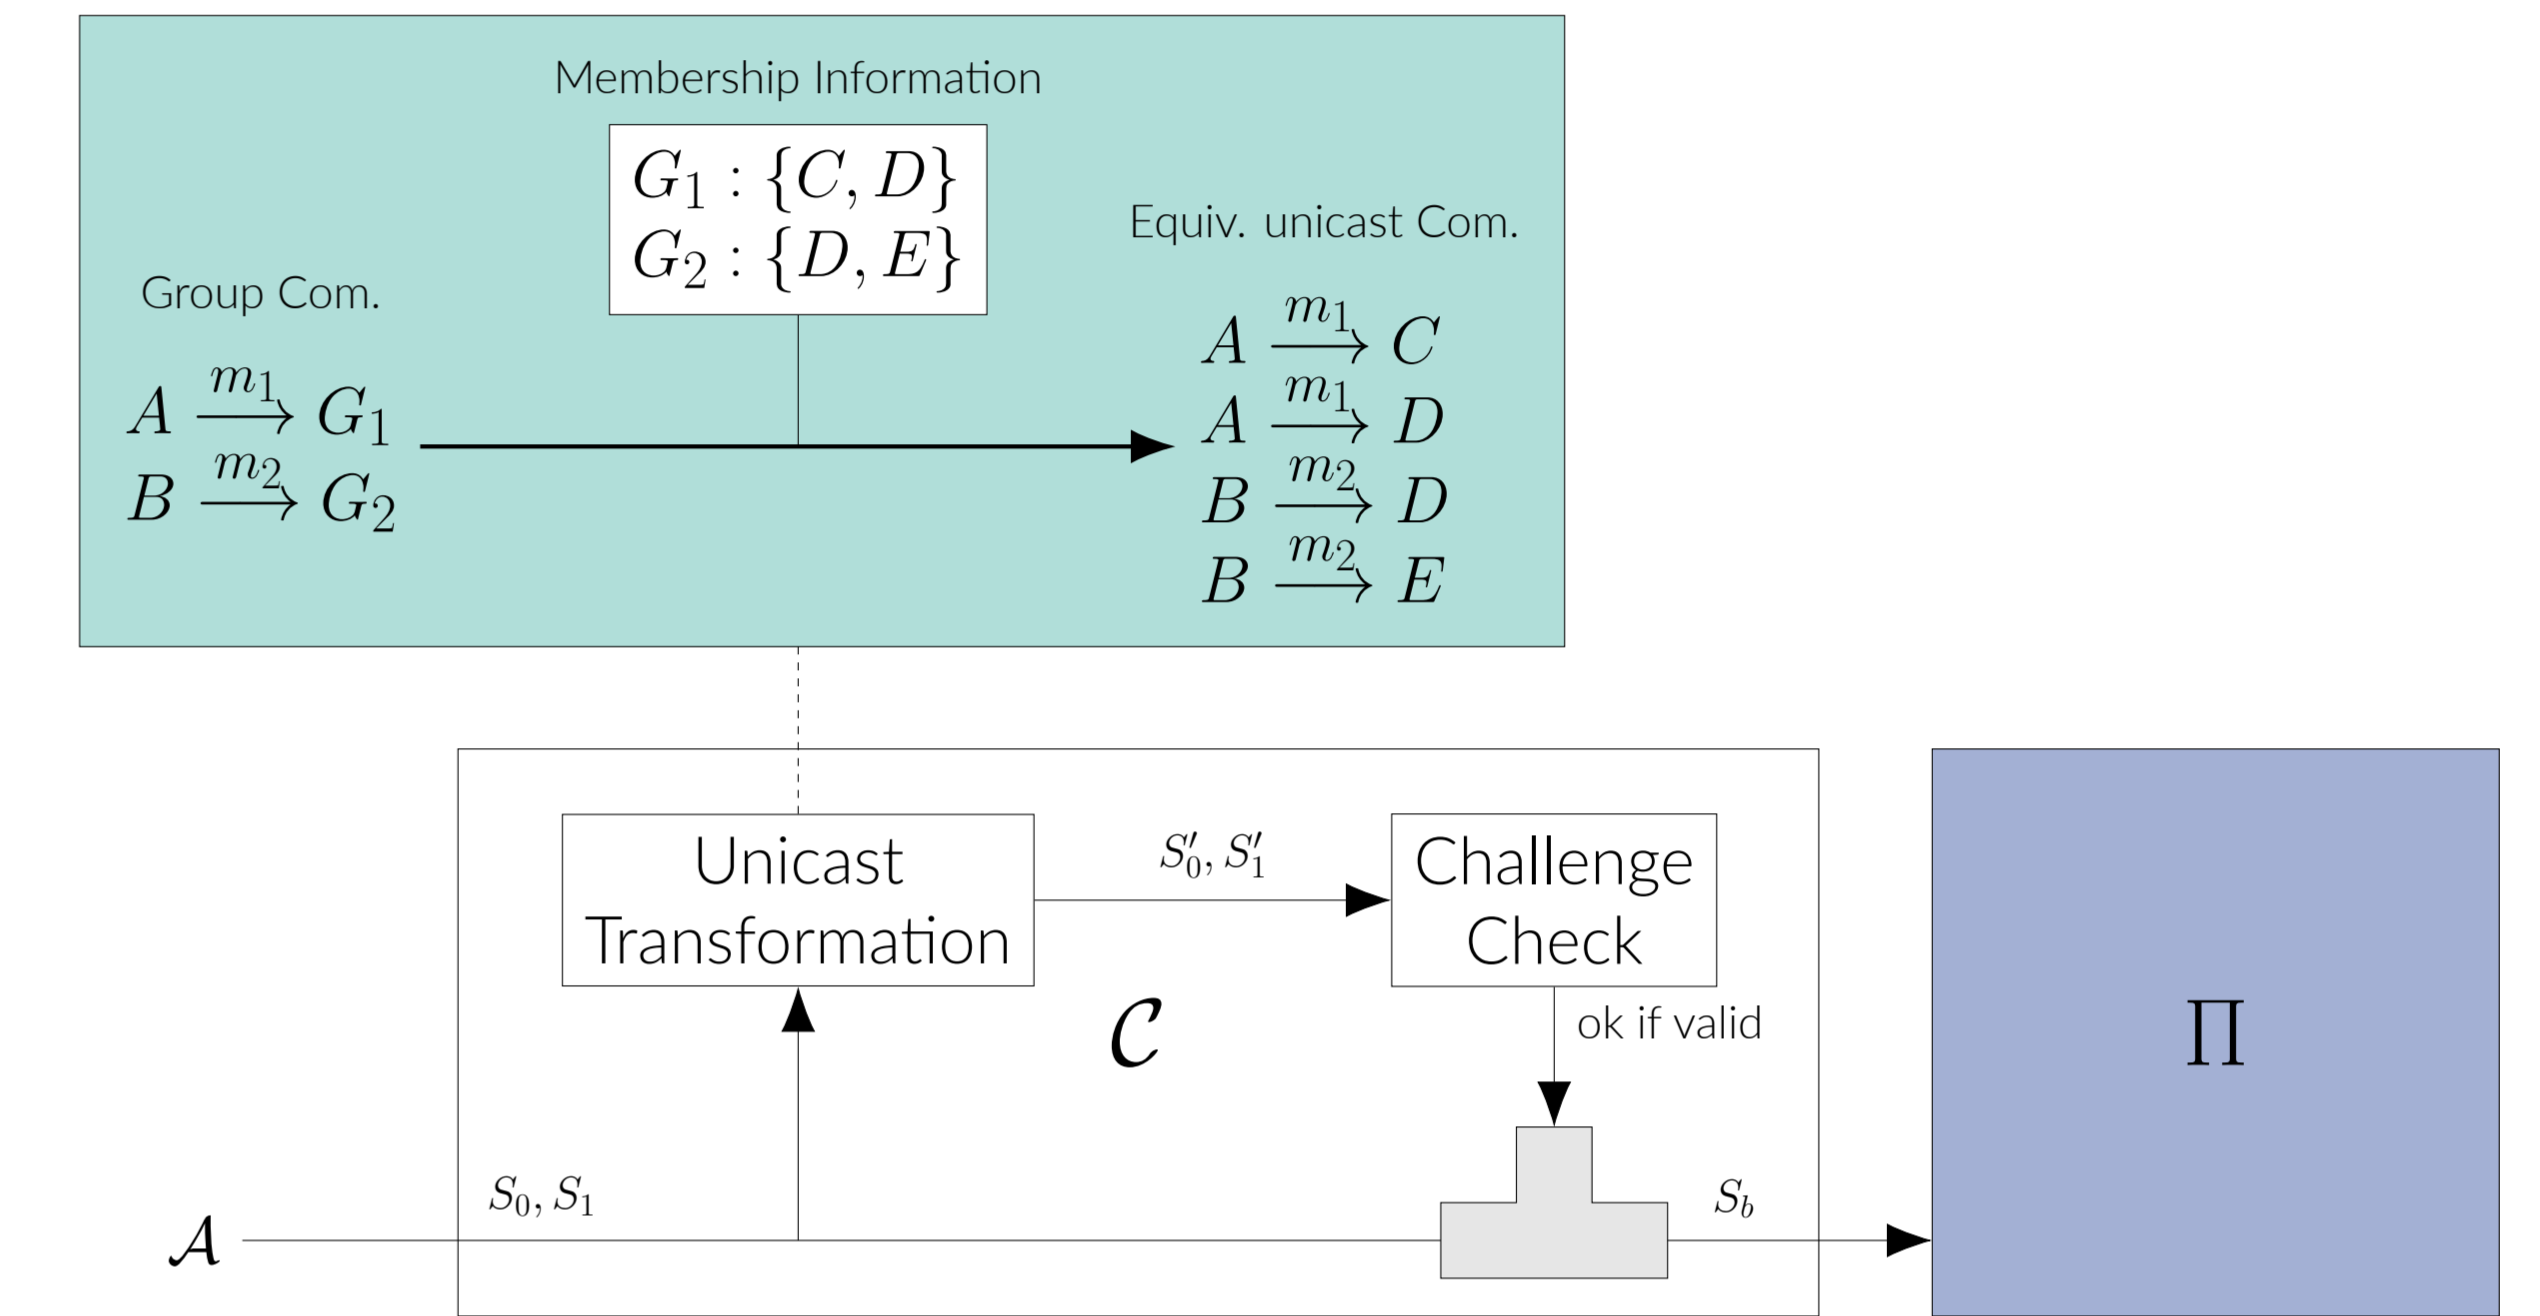 Membership Information
G₁ : {C, D}
G₂ : {D, E}
Group Com.
A m₁→ G₁
B m₂→ G₂
Equiv. unicast Com.
A m₁→ C
A m₁→ D
B m₂→ D
B m₂→ E
Unicast
Transformation
S′₀, S′₁
Challenge
Check
ok if valid
𝒞
Π
S₀, S₁
S_b
𝒜